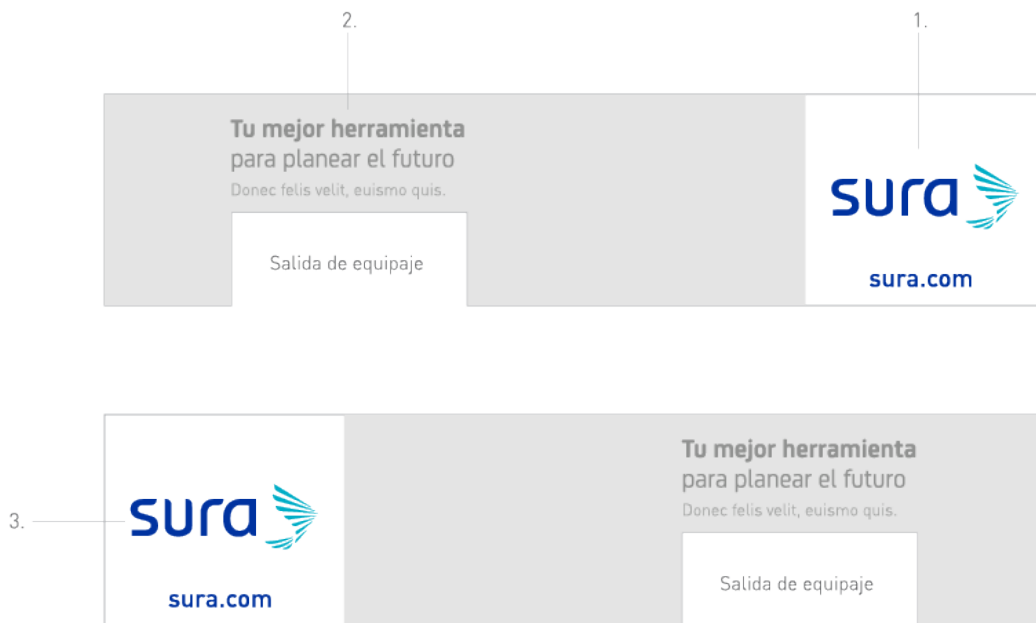 2.
1.
Tu mejor herramienta
para planear el futuro
Donec felis velit, euismo quis.
Salida de equipaje
sura
sura.com
3.
sura
sura.com
Tu mejor herramienta
para planear el futuro
Donec felis velit, euismo quis.
Salida de equipaje